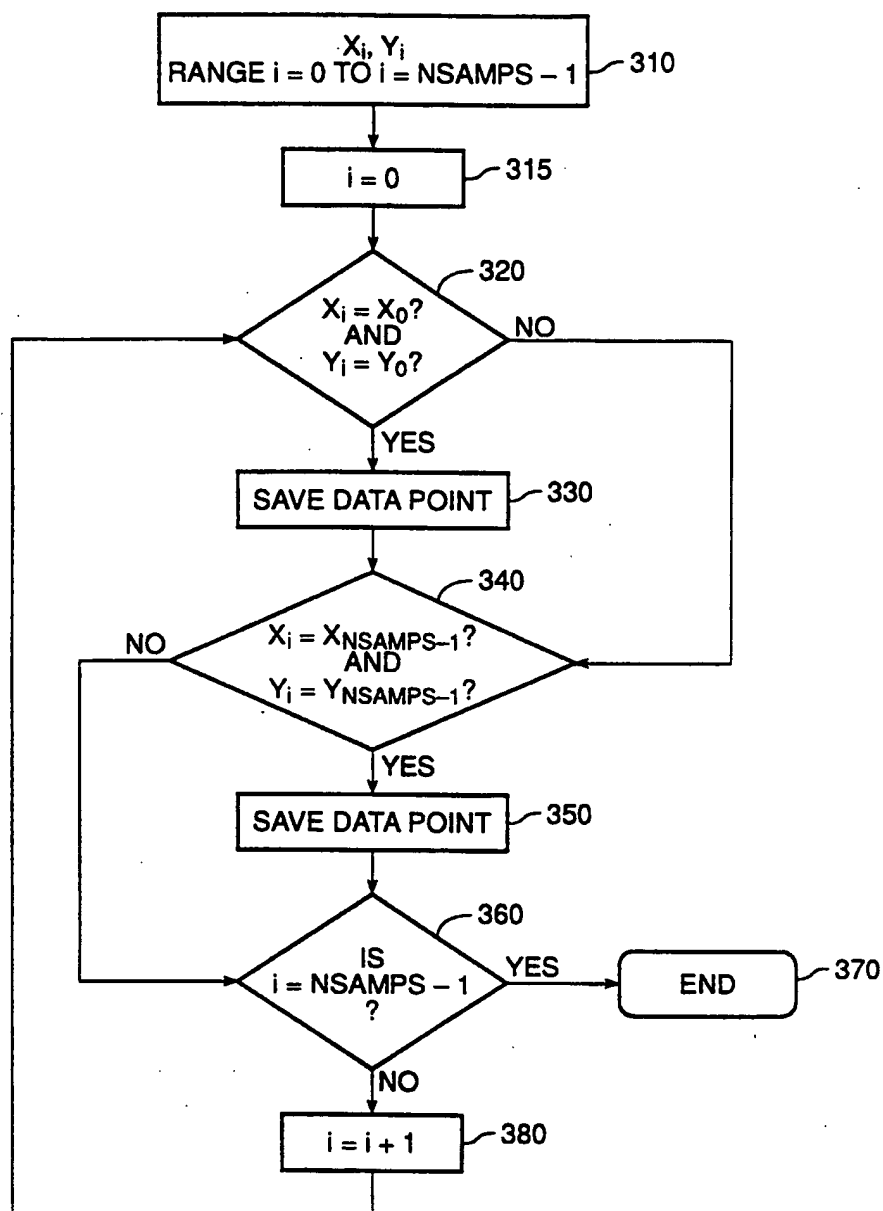 Xi, Yi
RANGE i = 0 TO i = NSAMPS – 1
310
i = 0
315
320
Xi = X0?
AND
Yi = Y0?
NO
YES
SAVE DATA POINT
330
340
NO
Xi = XNSAMPS–1?
AND
Yi = YNSAMPS–1?
YES
SAVE DATA POINT
350
360
IS
i = NSAMPS – 1
?
YES
END
370
NO
i = i + 1
380